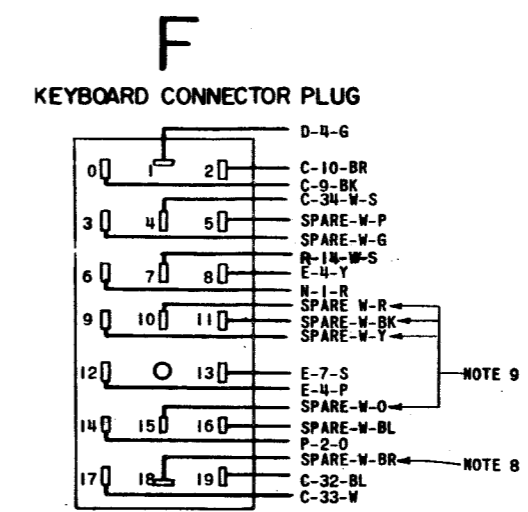 F
KEYBOARD CONNECTOR PLUG
D-4-G
0 1 2 C-10-BR
C-9-BK
C-34-W-S
3 4 5 SPARE-W-P
SPARE-W-G
R-14-W-S
6 7 8 E-4-Y
N-1-R
SPARE W-R
9 10 11 SPARE-W-BK
SPARE-W-Y
12 13 E-7-S NOTE 9
E-4-P
SPARE-W-O
14 15 16 SPARE-W-BL
P-2-O
SPARE-W-BR NOTE 8
17 18 19 C-32-BL
C-33-W